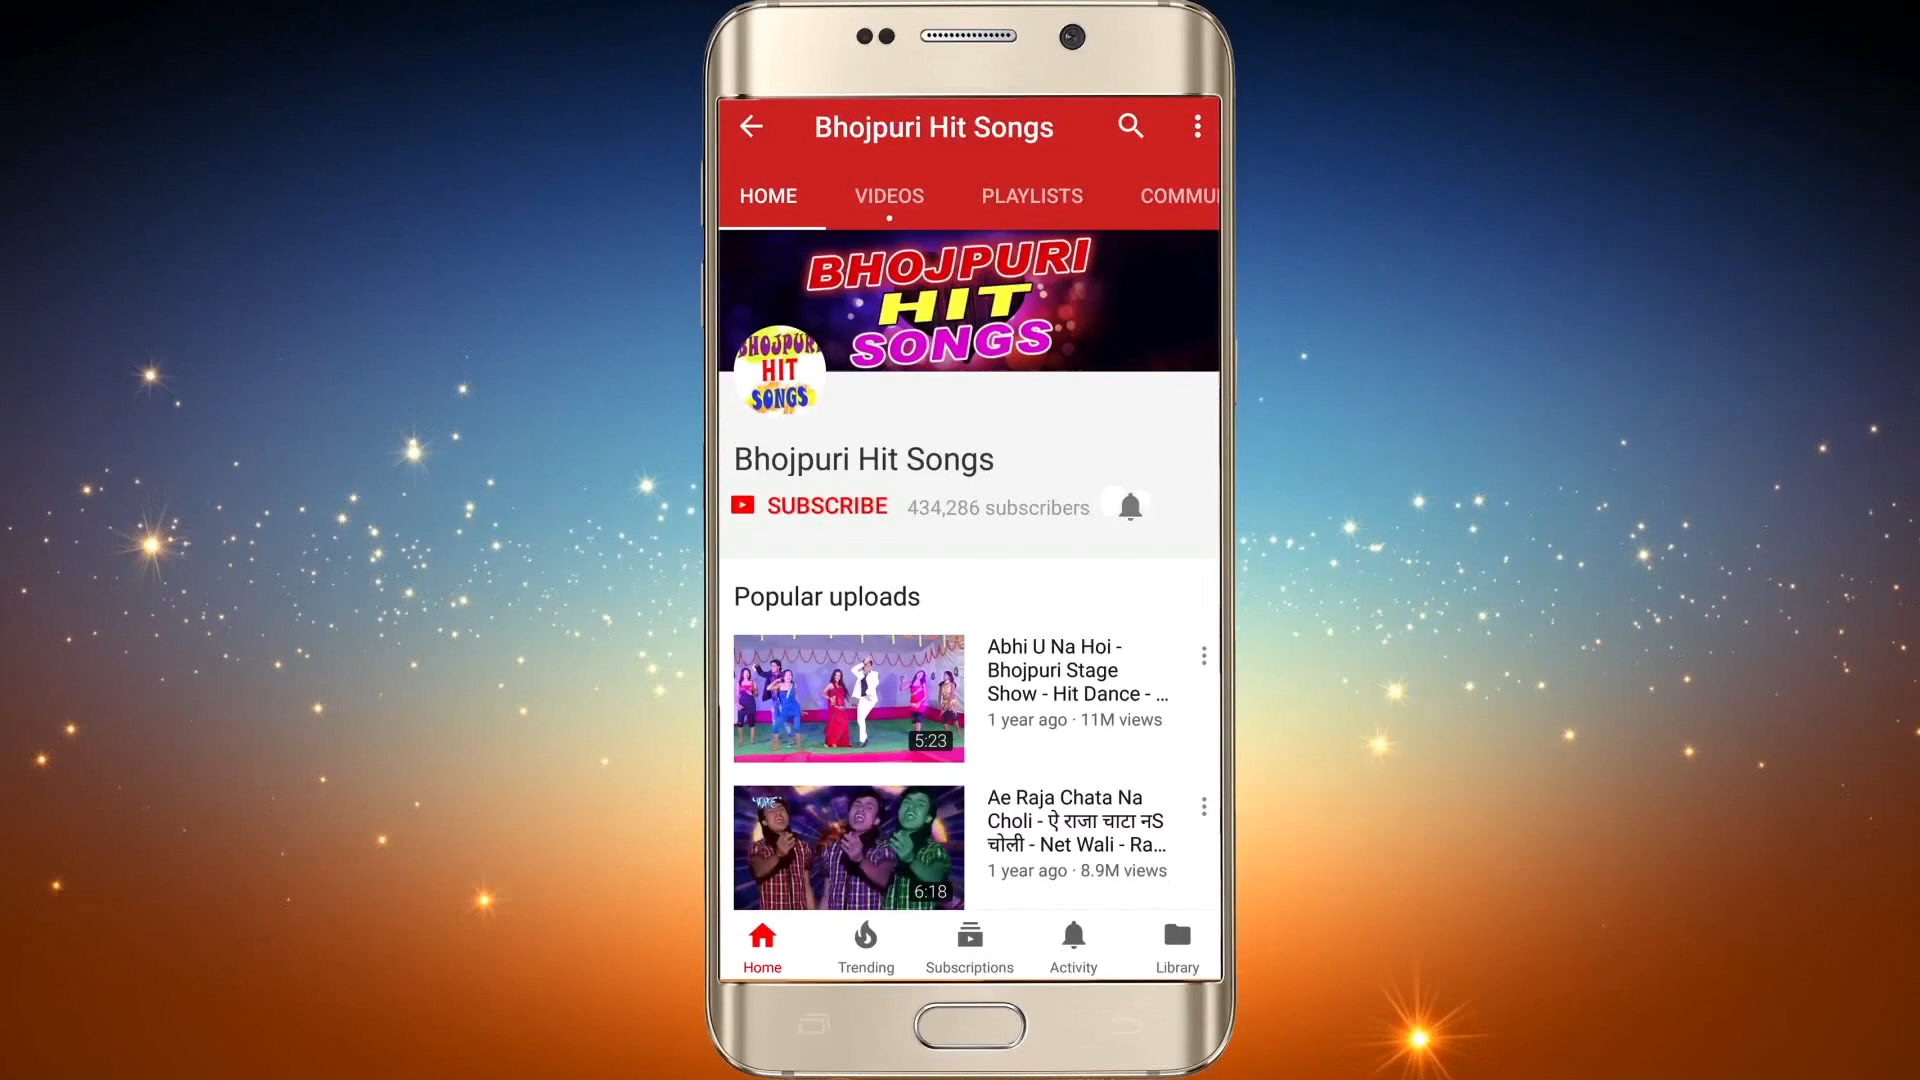 Bhojpuri Hit Songs
HOME VIDEOS PLAYLISTS COMMU
BHOJPURI
HIT
SONGS
BHOJPURI
HIT
SONGS
Bhojpuri Hit Songs
SUBSCRIBE 434,286 subscribers
Popular uploads
Abhi U Na Hoi -
Bhojpuri Stage
Show - Hit Dance - ...
1 year ago · 11M views
5:23
Ae Raja Chata Na
Choli - ऐ राजा चाटा नS
चोली - Net Wali - Ra...
1 year ago · 8.9M views
6:18
Home Trending Subscriptions Activity Library